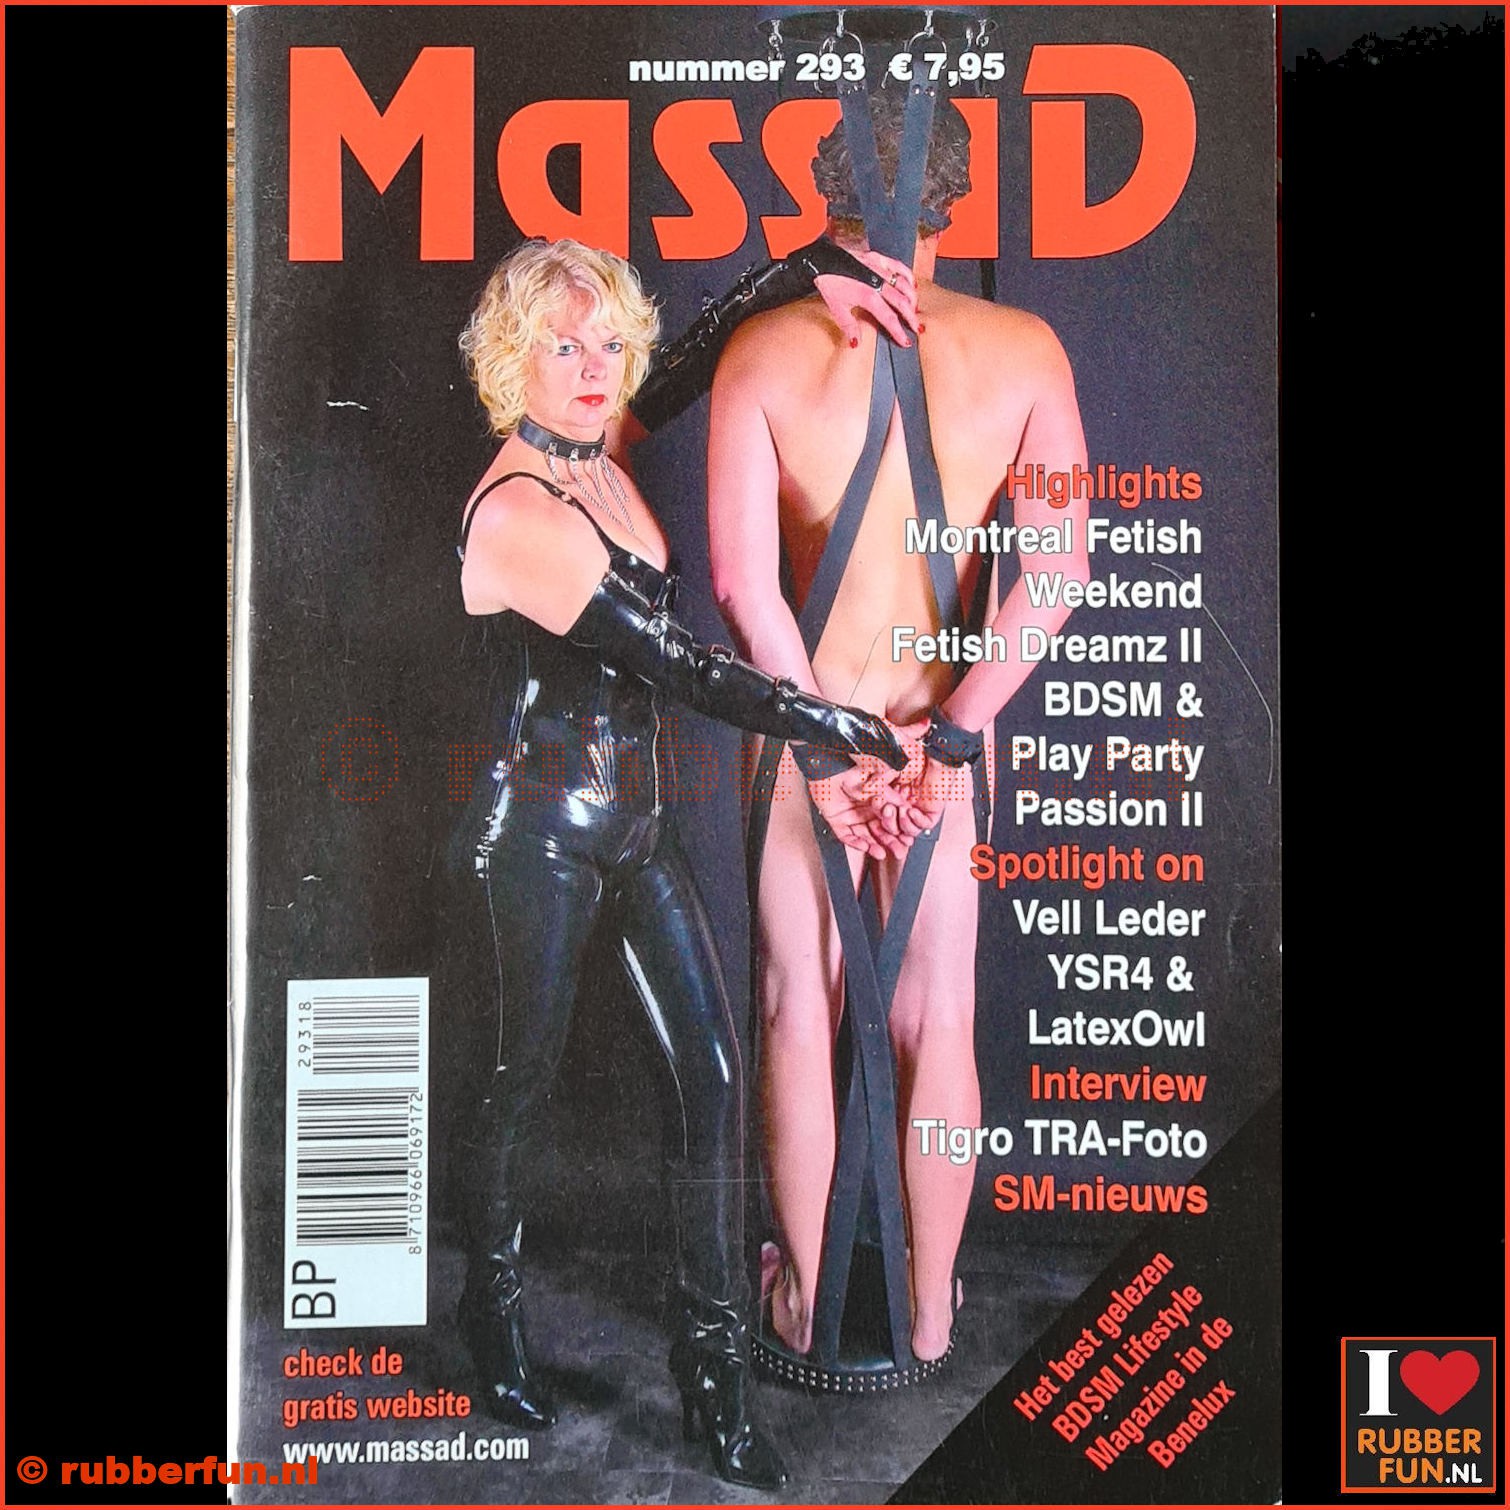 nummer 293 € 7,95
MassaD
Highlights
Montreal Fetish
Weekend
Fetish Dreamz II
BDSM &
Play Party
Passion II
Spotlight on
Vell Leder
YSR4 &
LatexOwl
Interview
Tigro TRA-Foto
SM-nieuws
Het best gelezen
BDSM Lifestyle
Magazine in de
Benelux
29318
8 710966 069172
BP
check de
gratis website
www.massad.com
© rubberfun.nl
© rubberfun.nl
I
RUBBER
FUN.NL